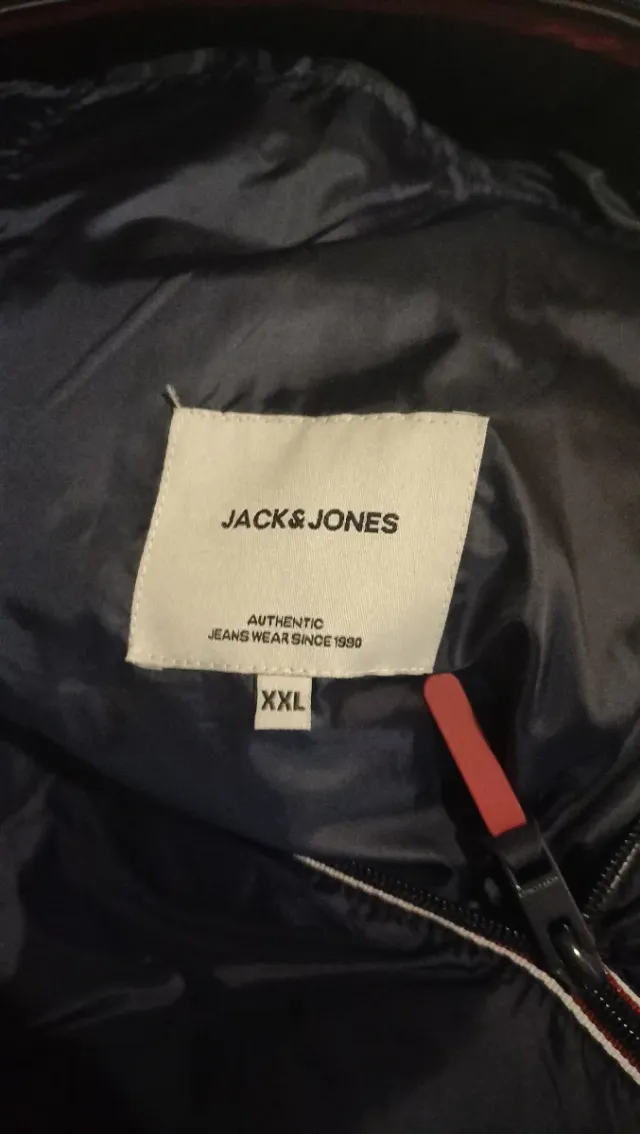 JACK&JONES
AUTHENTIC
JEANS WEAR SINCE 1990
XXL